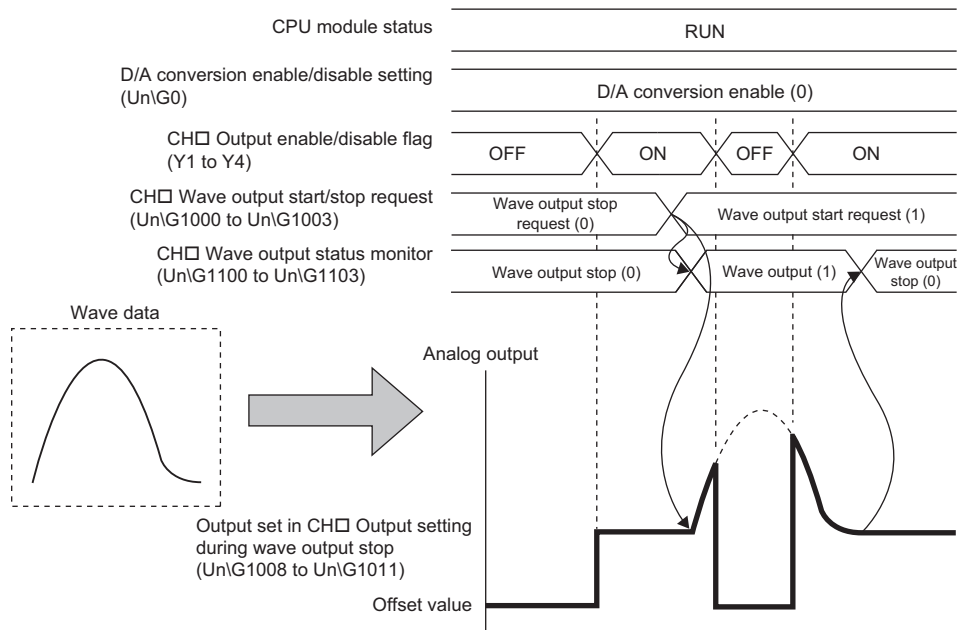 CPU module status
RUN
D/A conversion enable/disable setting
(Un\G0)
D/A conversion enable (0)
CH□ Output enable/disable flag
(Y1 to Y4)
OFF
ON
OFF
ON
CH□ Wave output start/stop request
(Un\G1000 to Un\G1003)
Wave output stop
request (0)
Wave output start request (1)
CH□ Wave output status monitor
(Un\G1100 to Un\G1103)
Wave output stop (0)
Wave output (1)
Wave output
stop (0)
Wave data
Analog output
Output set in CH□ Output setting
during wave output stop
(Un\G1008 to Un\G1011)
Offset value